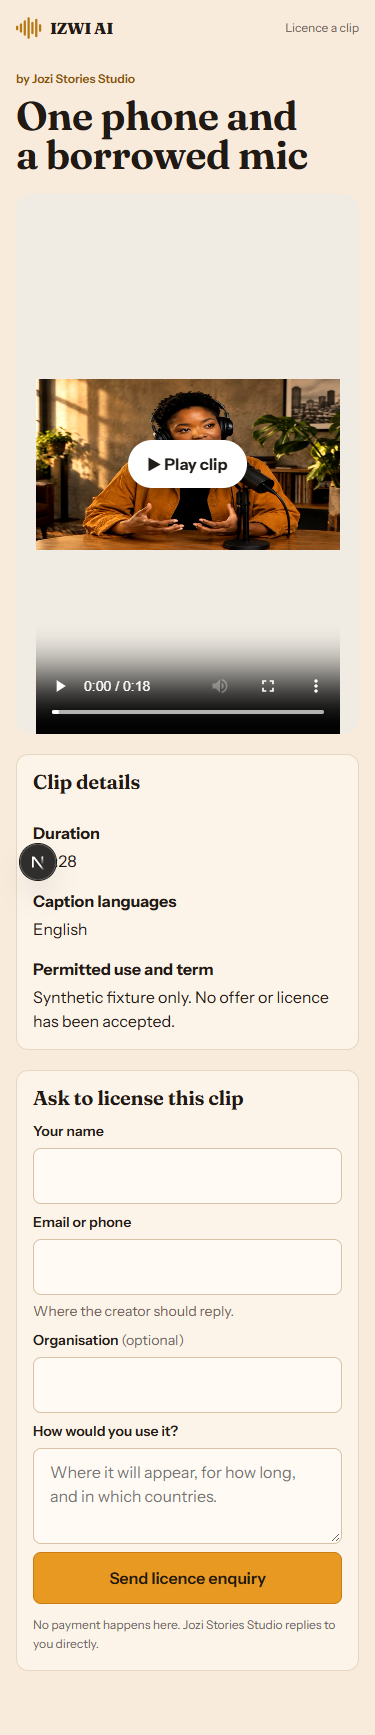 IZWI AI
Licence a clip
by Jozi Stories Studio
One phone and
a borrowed mic
Play clip
0:00 / 0:18
Clip details
Duration
28
Caption languages
English
Permitted use and term
Synthetic fixture only. No offer or licence
has been accepted.
Ask to license this clip
Your name
Email or phone
Where the creator should reply.
Organisation (optional)
How would you use it?
Where it will appear, for how long,
and in which countries.
Send licence enquiry
No payment happens here. Jozi Stories Studio replies to
you directly.